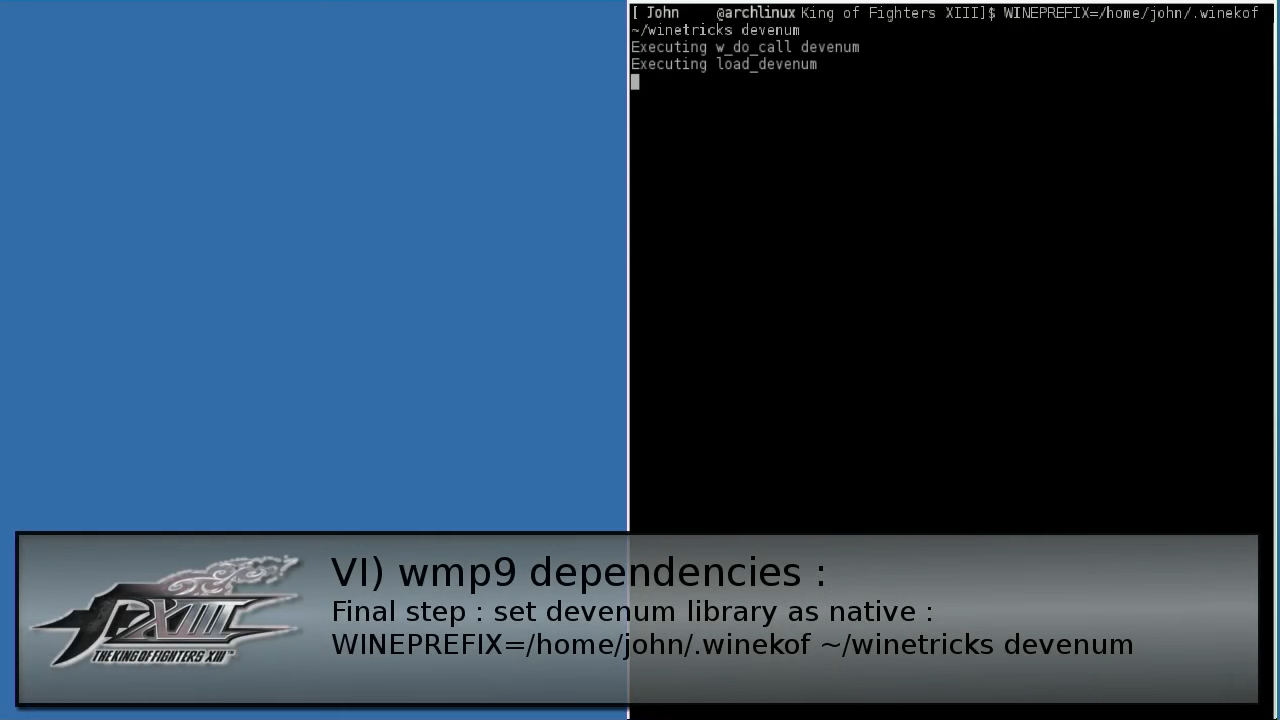 [ John @archlinux King of Fighters XIII]$ WINEPREFIX=/home/john/.winekof
~/winetricks devenum
Executing w_do_call devenum
Executing load_devenum
VI) wmp9 dependencies :
Final step : set devenum library as native :
WINEPREFIX=/home/john/.winekof ~/winetricks devenum
XIII
THE KING OF FIGHTERS XIII™